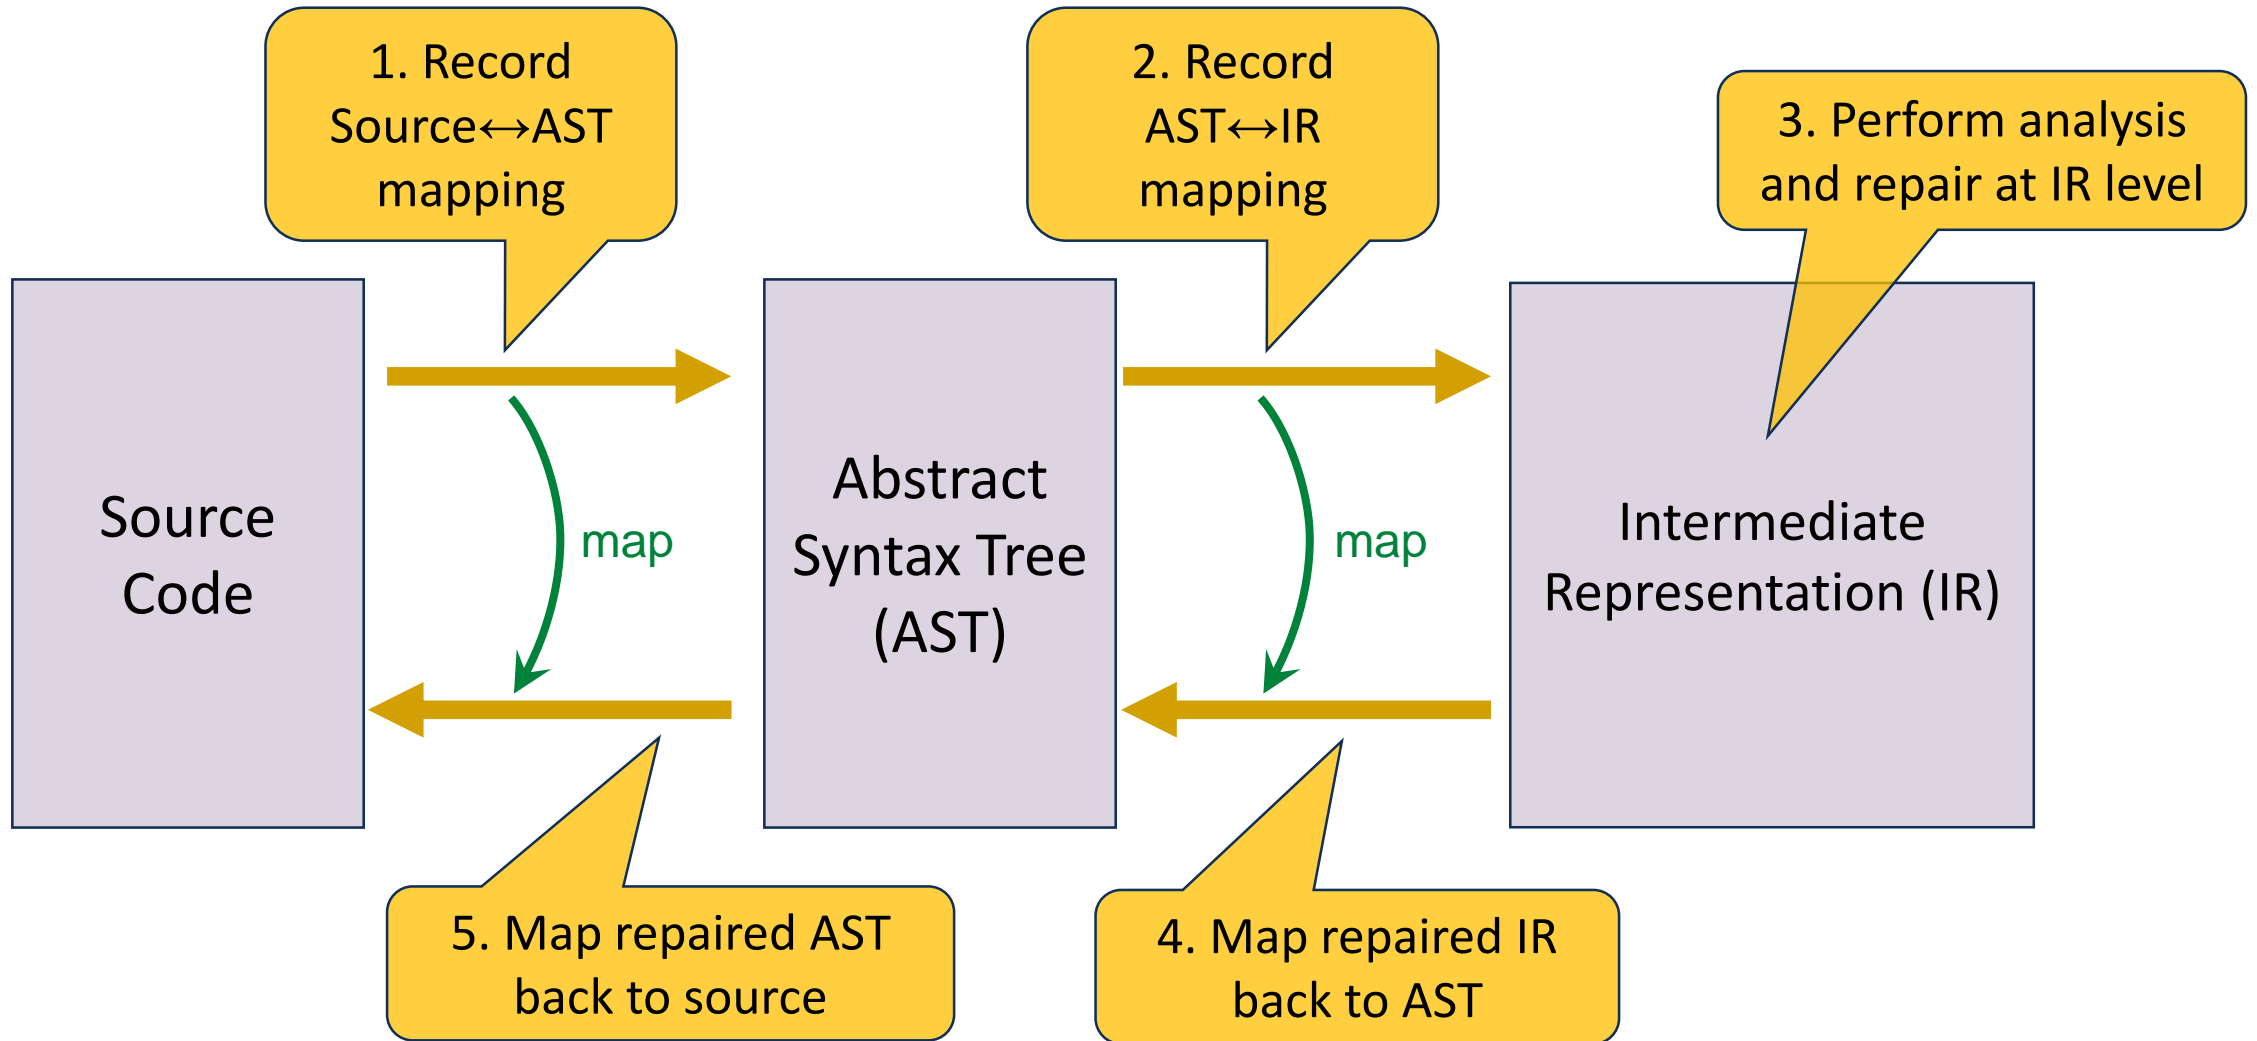 1. Record
Source↔AST
mapping
2. Record
AST↔IR
mapping
3. Perform analysis
and repair at IR level
Source
Code
map
Abstract
Syntax Tree
(AST)
map
Intermediate
Representation (IR)
5. Map repaired AST
back to source
4. Map repaired IR
back to AST